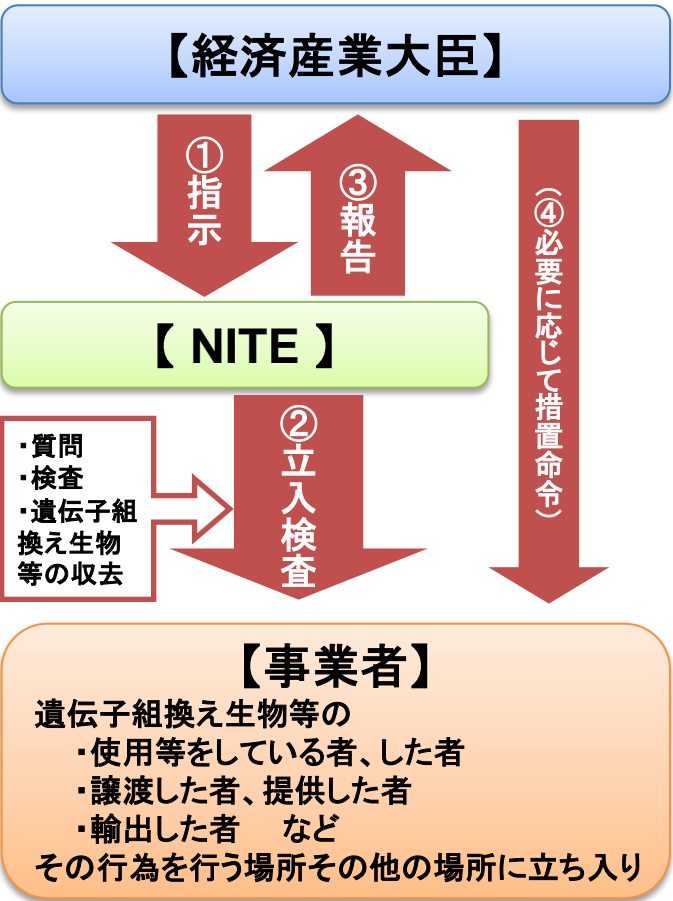 【経済産業大臣】
①指示
③報告
（④必要に応じて措置命令）
【 NITE 】
・質問
・検査
・遺伝子組
換え生物
等の収去
②立入検査
【事業者】
遺伝子組換え生物等の
・使用等をしている者、した者
・譲渡した者、提供した者
・輸出した者　など
その行為を行う場所その他の場所に立ち入り